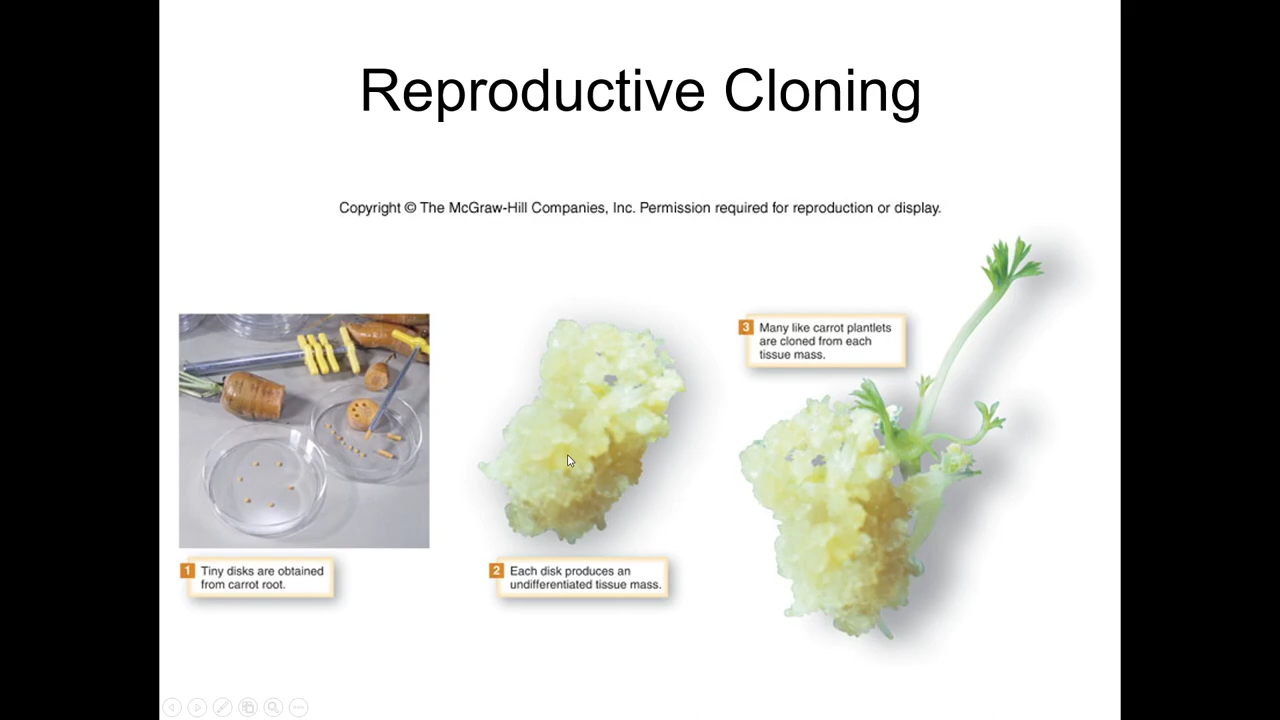 Reproductive Cloning
Copyright © The McGraw-Hill Companies, Inc. Permission required for reproduction or display.
1 Tiny disks are obtained
from carrot root.
2 Each disk produces an
undifferentiated tissue mass.
3 Many like carrot plantlets
are cloned from each
tissue mass.